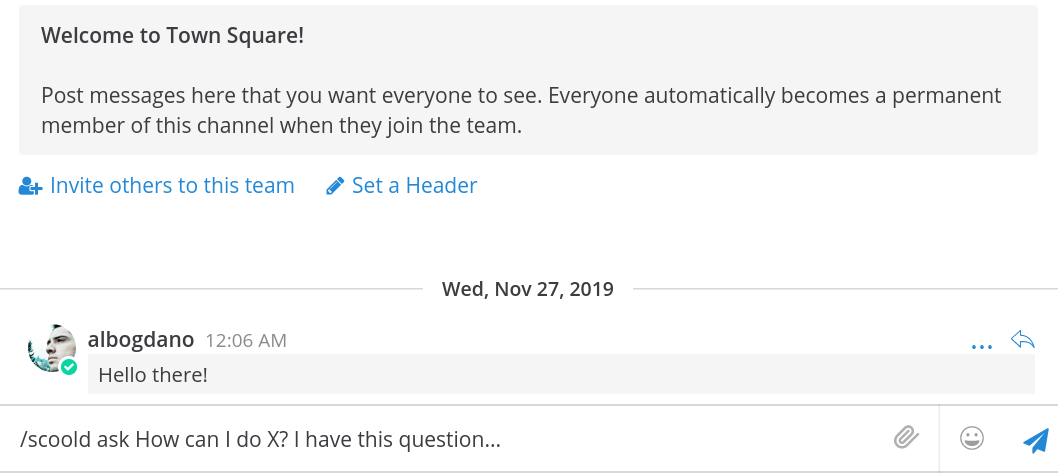 Welcome to Town Square!
Post messages here that you want everyone to see. Everyone automatically becomes a permanent
member of this channel when they join the team.
Invite others to this team Set a Header
Wed, Nov 27, 2019
albogdano 12:06 AM
Hello there!
/scoold ask How can I do X? I have this question...